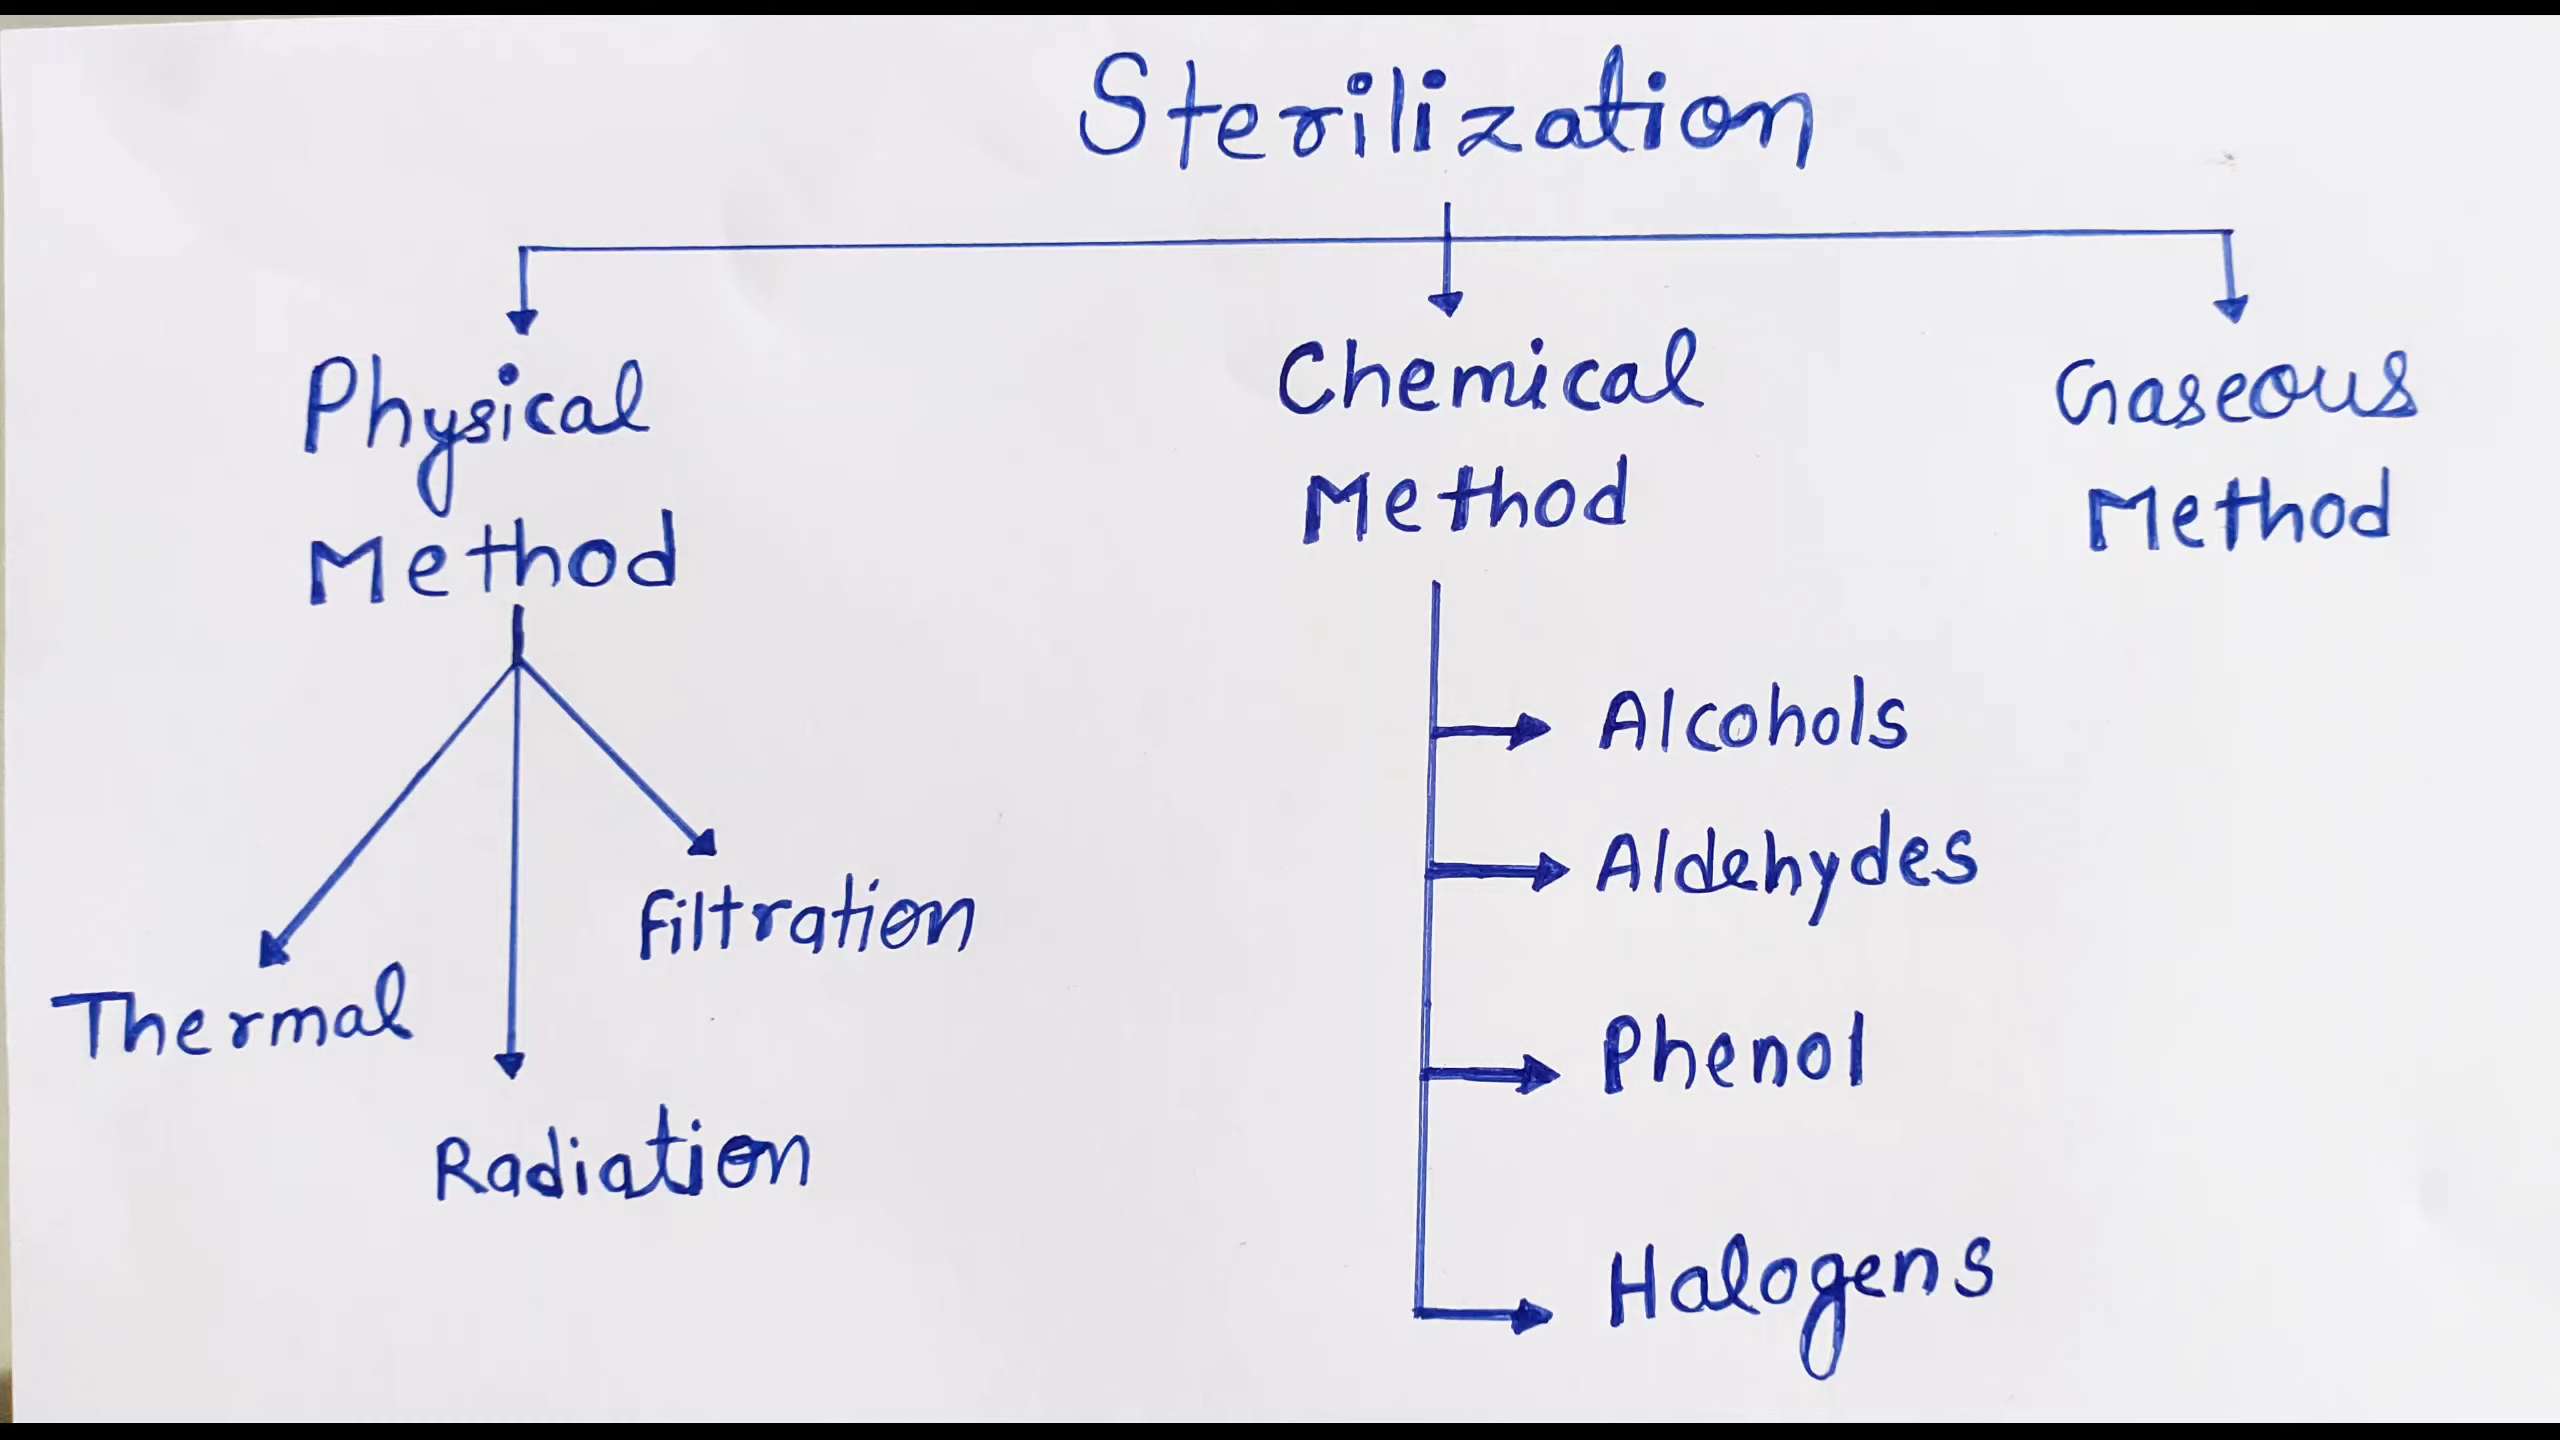 Sterilization
Physical
Method
Chemical
Method
Gaseous
Method
Thermal
Radiation
Filtration
Alcohols
Aldehydes
Phenol
Halogens